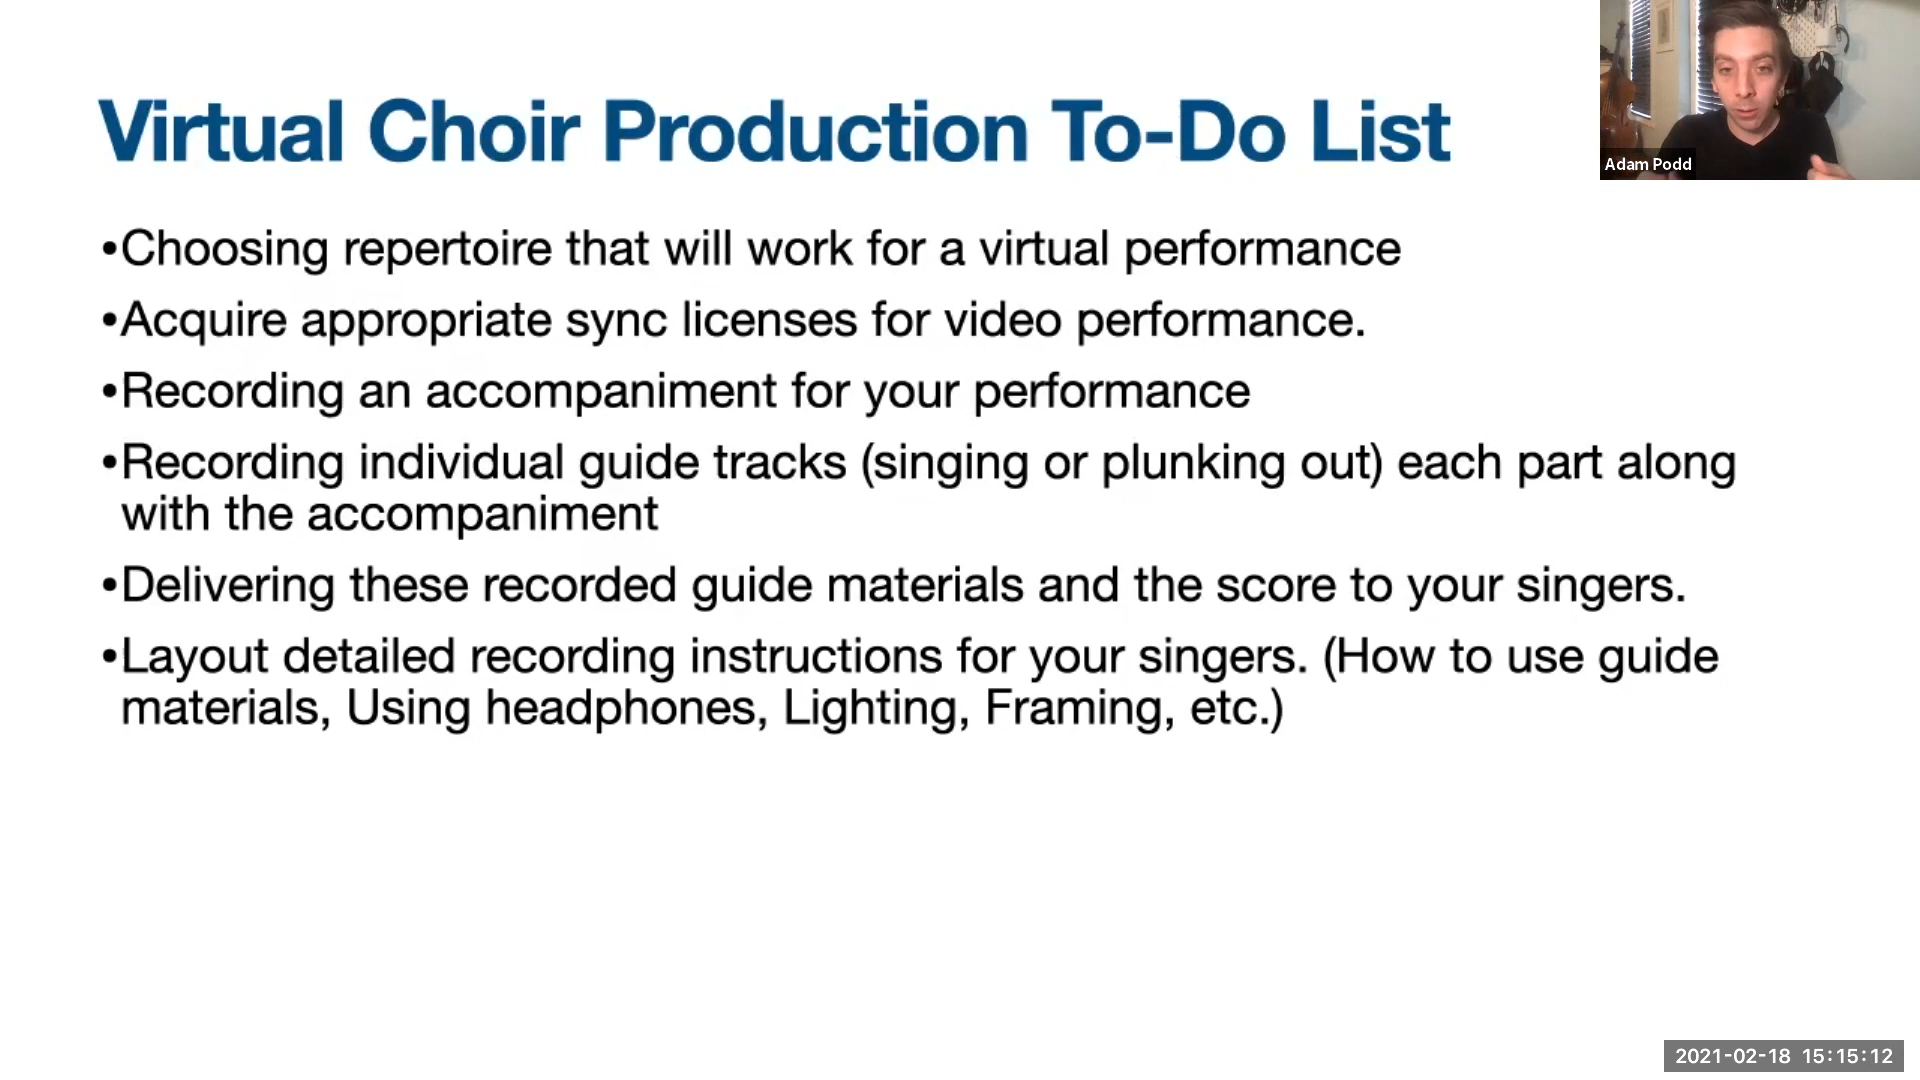 Virtual Choir Production To-Do List
Adam Podd
•Choosing repertoire that will work for a virtual performance
•Acquire appropriate sync licenses for video performance.
•Recording an accompaniment for your performance
•Recording individual guide tracks (singing or plunking out) each part along
with the accompaniment
•Delivering these recorded guide materials and the score to your singers.
•Layout detailed recording instructions for your singers. (How to use guide
materials, Using headphones, Lighting, Framing, etc.)
2021-02-18 15:15:12